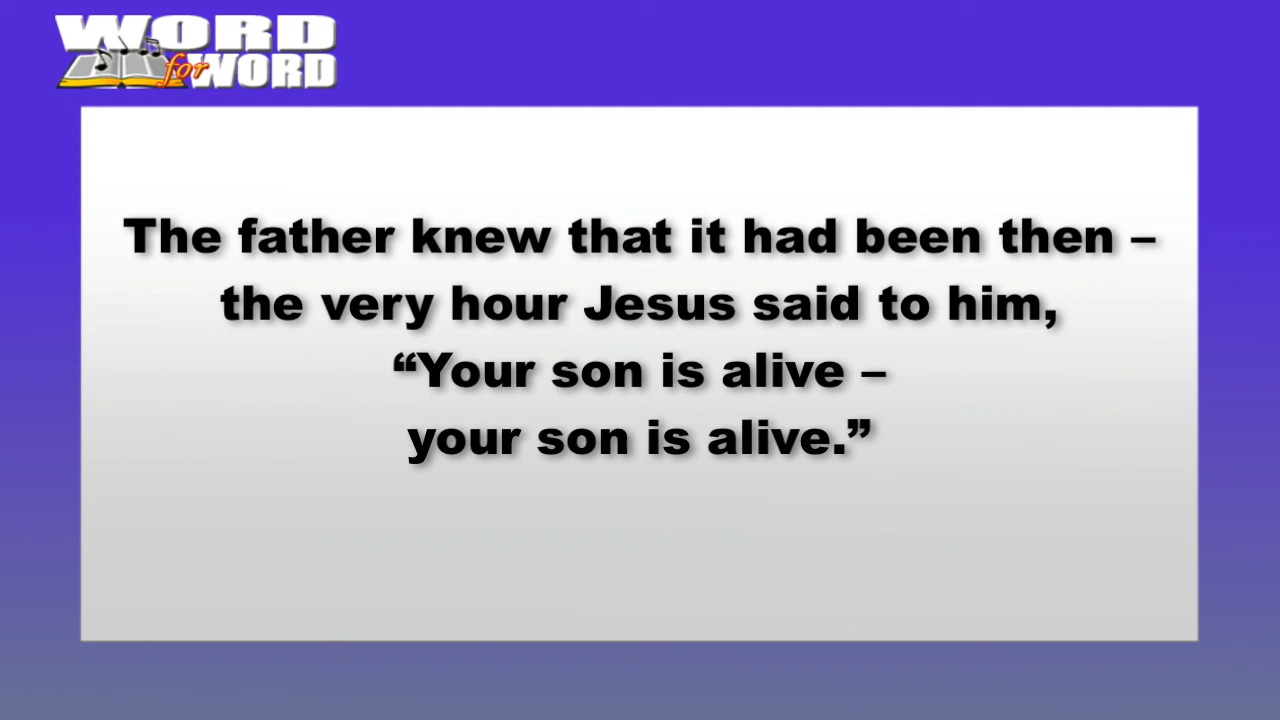 WORD
for WORD
The father knew that it had been then –
the very hour Jesus said to him,
“Your son is alive –
your son is alive.”